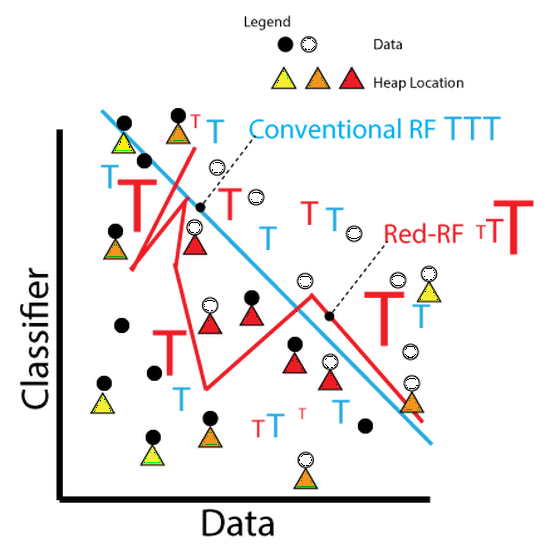 Legend
Data
Heap Location
T T
Conventional RF TTT
T
T
T
T T
T
Red-RF TTT
T
T
T
T
T T T T
Classifier
Data